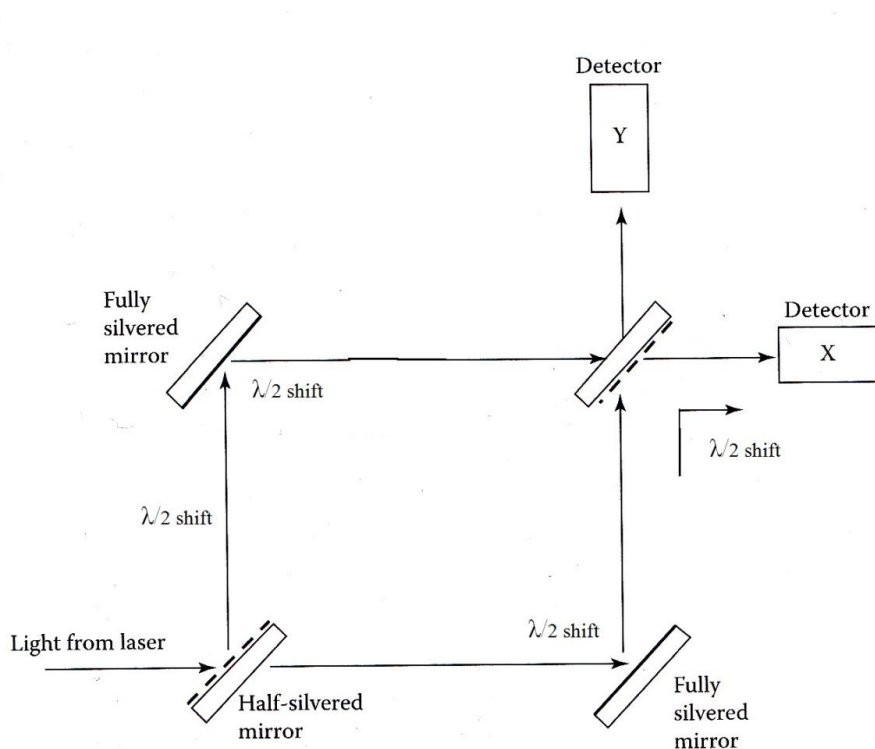 Detector
Y
Fully
silvered
mirror
Detector
X
λ/2 shift
λ/2 shift
λ/2 shift
λ/2 shift
Light from laser
Half-silvered
mirror
Fully
silvered
mirror